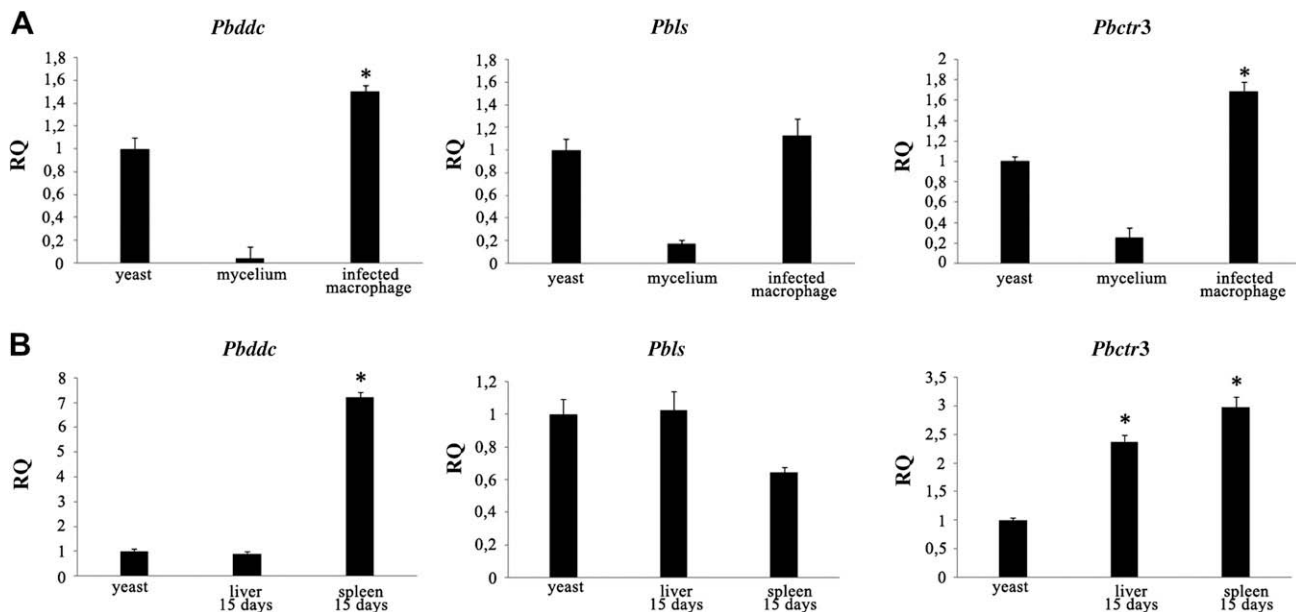 A
Pbddc
Pbls
Pbctr3
RQ
1,8
1,6
1,4
1,2
1
0,8
0,6
0,4
0,2
0
*
yeast
mycelium
infected
macrophage
RQ
1,8
1,6
1,4
1,2
1
0,8
0,6
0,4
0,2
0
yeast
mycelium
infected
macrophage
RQ
2
1,8
1,6
1,4
1,2
1
0,8
0,6
0,4
0,2
0
*
yeast
mycelium
infected
macrophage
B
Pbddc
Pbls
Pbctr3
RQ
8
7
6
5
4
3
2
1
0
*
yeast
liver
15 days
spleen
15 days
RQ
1,2
1
0,8
0,6
0,4
0,2
0
yeast
liver
15 days
spleen
15 days
RQ
3,5
3
2,5
2
1,5
1
0,5
0
*
*
yeast
liver
15 days
spleen
15 days